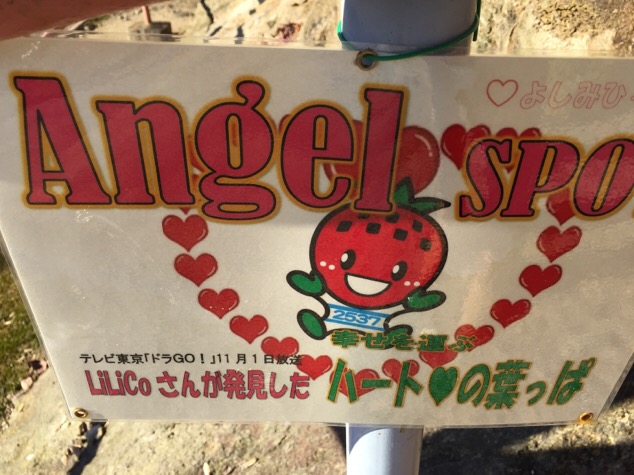 ♡よしみひ
Angel SPO
2537
幸せを運ぶ
テレビ東京「ドラGO！」11月1日放送
LiLiCoさんが発見した ハート♥の葉っぱ